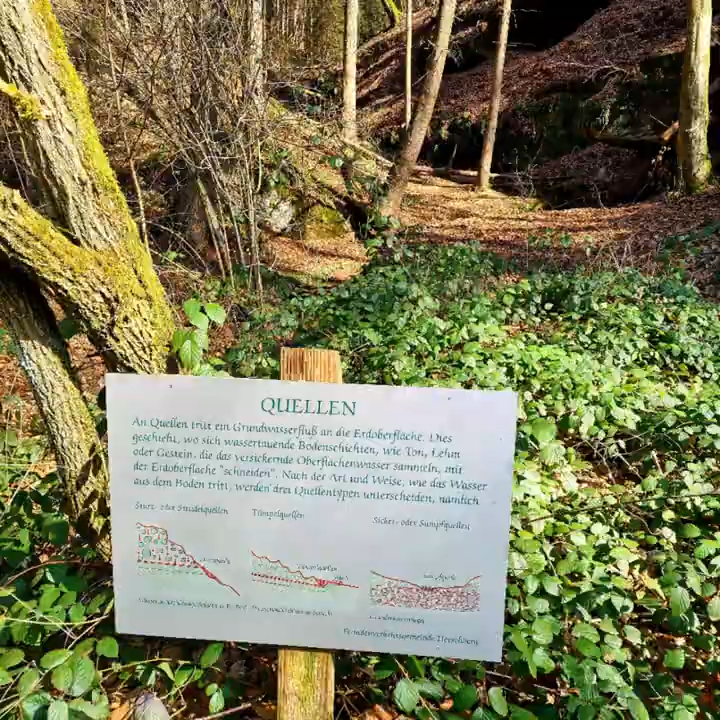 QUELLEN
An Quellen tritt ein Grundwasserfluß an die Erdoberfläche. Dies
geschieht, wo sich wasserstauende Bodenschichten, wie Ton, Lehm
oder Gestein, die das versickernde Oberflächenwasser sammeln, mit
der Erdoberfläche "schneiden". Nach der Art und Weise, wie das Wasser
aus dem Boden tritt, werden drei Quellentypen unterschieden, nämlich
Sturz- oder Strudelquellen Tümpelquellen Sicker- oder Sumpfquellen